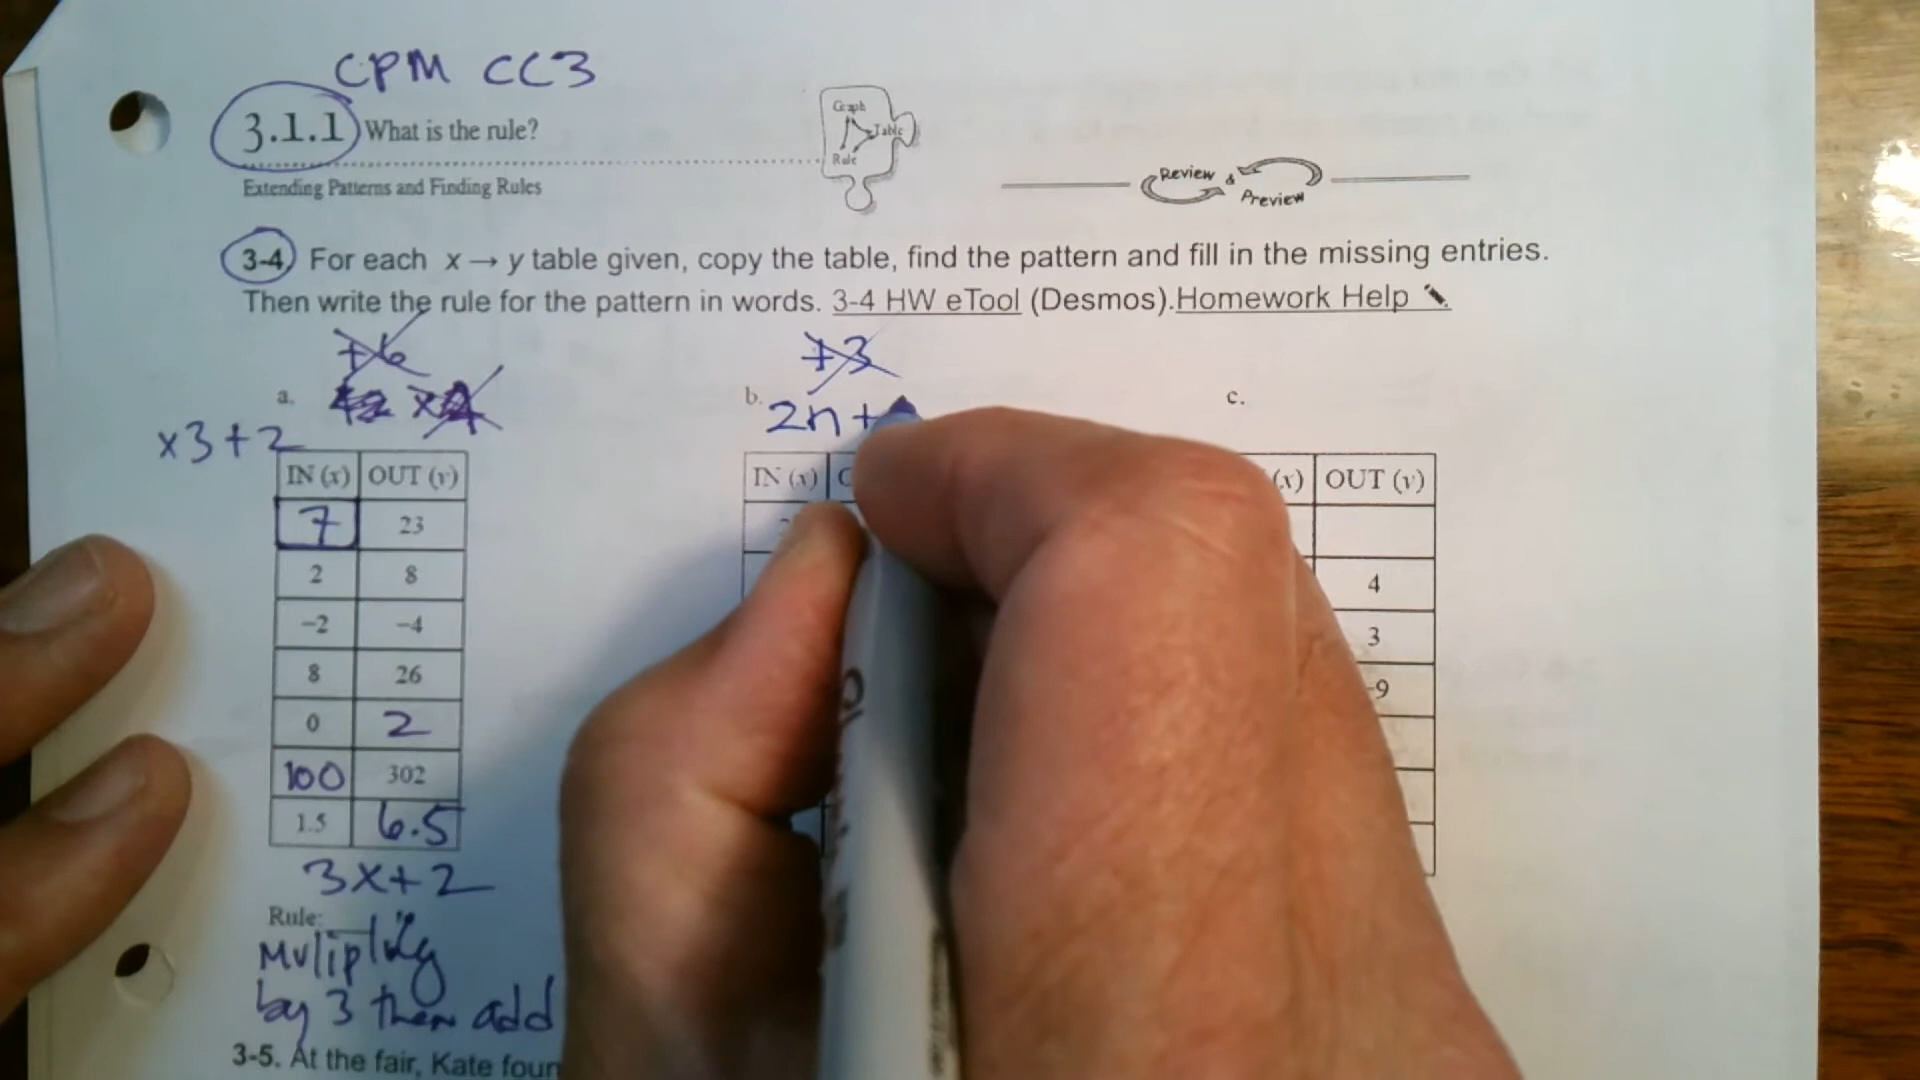 CPM CC3
3.1.1 What is the rule?
Graph
Table
Rule
Extending Patterns and Finding Rules
Review &
Preview
3-4 For each x → y table given, copy the table, find the pattern and fill in the missing entries.
Then write the rule for the pattern in words. 3-4 HW eTool (Desmos).Homework Help ✎
+6
+3
a.
b.
c.
2n +
x3+2
IN (x) OUT (y)
7 23
2 8
-2 -4
8 26
0 2
100 302
1.5 6.5
IN (x)
(x) OUT (y)
4
3
-9
3x+2
Rule:
Mulipling
by 3 then add
3-5. At the fair, Kate foun